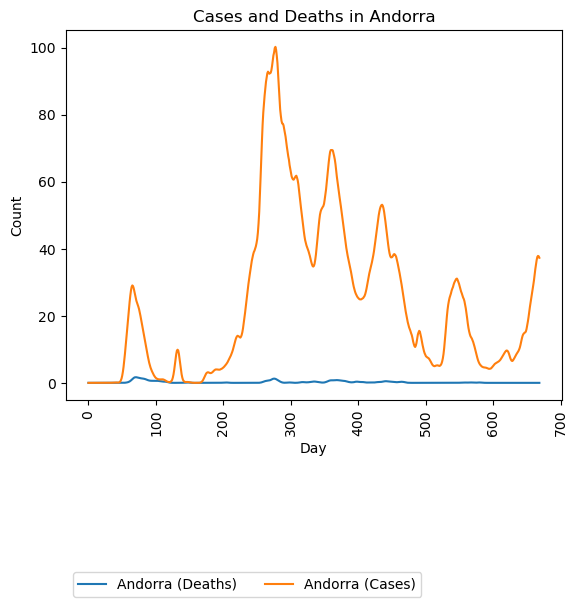 Cases and Deaths in Andorra
Count
100
80
60
40
20
0
0 100 200 300 400 500 600 700
Day
Andorra (Deaths) Andorra (Cases)